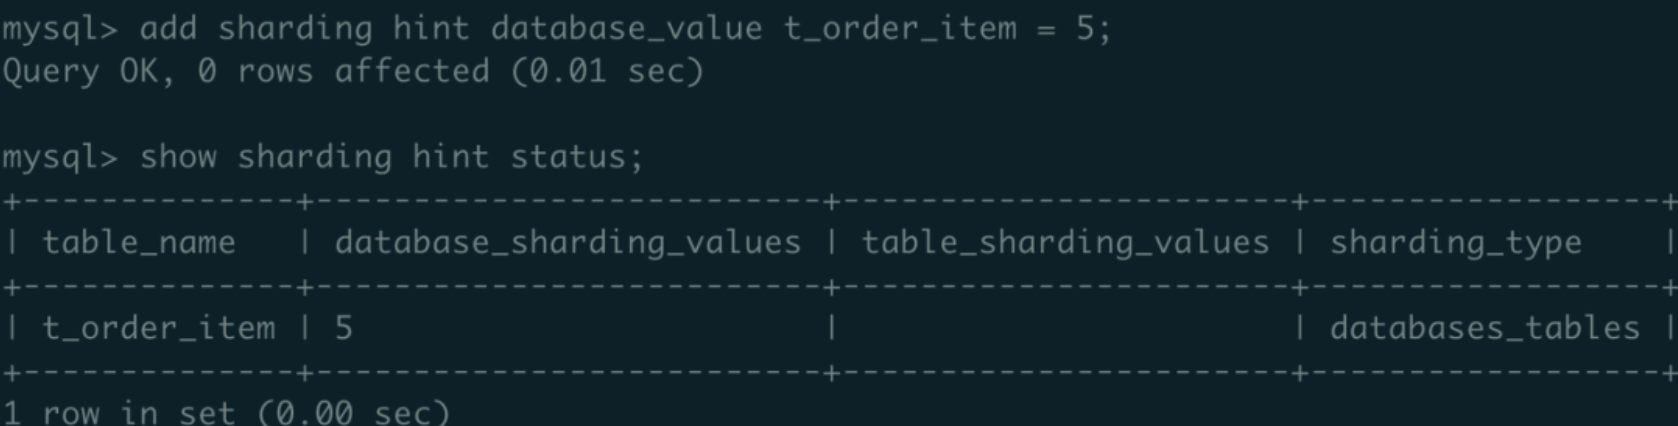 mysql> add sharding hint database_value t_order_item = 5;
Query OK, 0 rows affected (0.01 sec)
mysql> show sharding hint status;
+--------------+--------------------------+-----------------------+------------------+
| table_name   | database_sharding_values | table_sharding_values | sharding_type    |
+--------------+--------------------------+-----------------------+------------------+
| t_order_item | 5                        |                       | databases_tables |
+--------------+--------------------------+-----------------------+------------------+
1 row in set (0.00 sec)